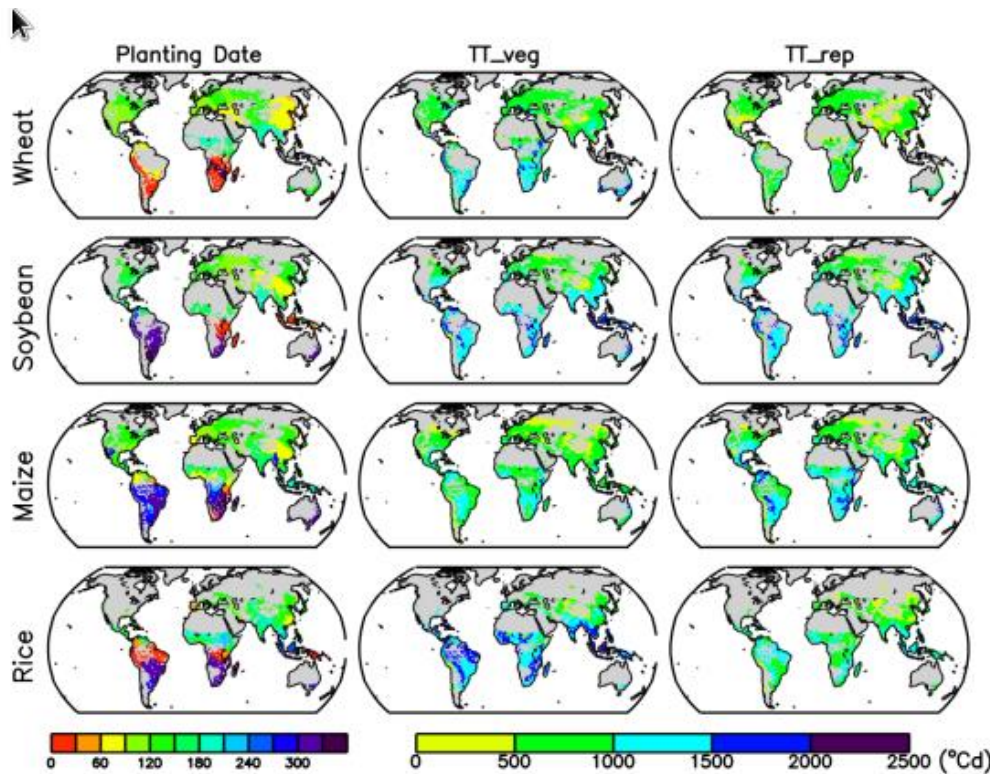 Planting Date TT_veg TT_rep
Wheat
Soybean
Maize
Rice
0 60 120 180 240 300
0 500 1000 1500 2000 2500 (°Cd)